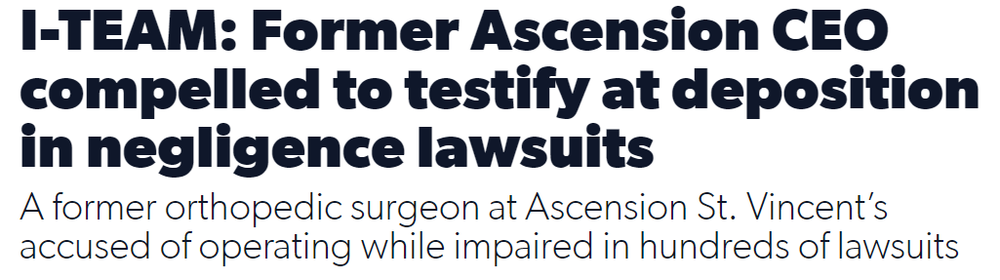 I-TEAM: Former Ascension CEO
compelled to testify at deposition
in negligence lawsuits
A former orthopedic surgeon at Ascension St. Vincent’s
accused of operating while impaired in hundreds of lawsuits